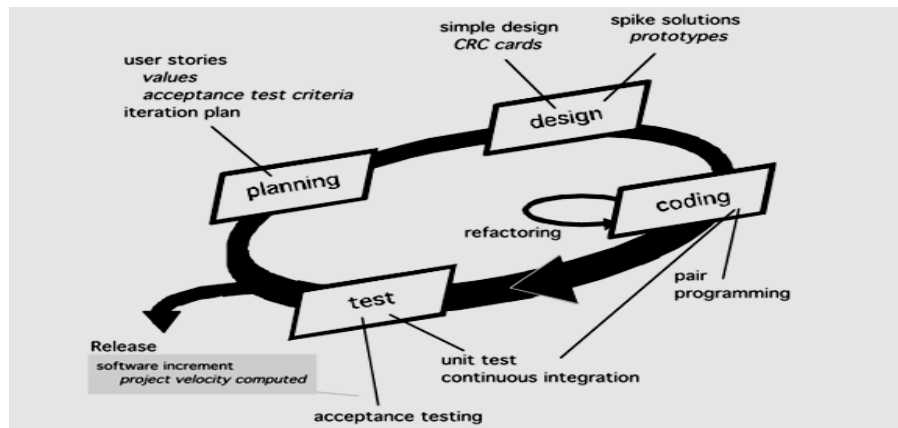 simple design
CRC cards
spike solutions
prototypes
user stories
values
acceptance test criteria
iteration plan
design
planning
coding
refactoring
pair
programming
test
Release
software increment
project velocity computed
unit test
continuous integration
acceptance testing